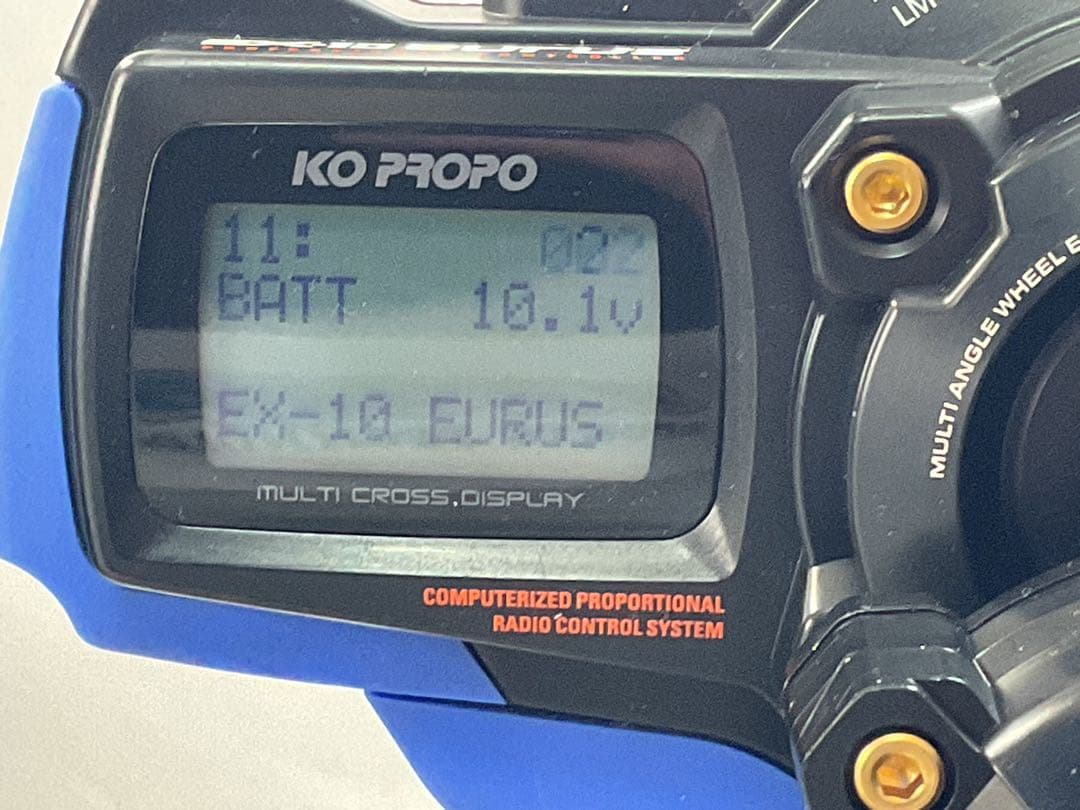 LM
KO PROPO
11:
BATT 10.1v
EX-10 EURUS
MULTI CROSS.DISPLAY
COMPUTERIZED PROPORTIONAL
RADIO CONTROL SYSTEM
MULTI ANGLE WHEEL E